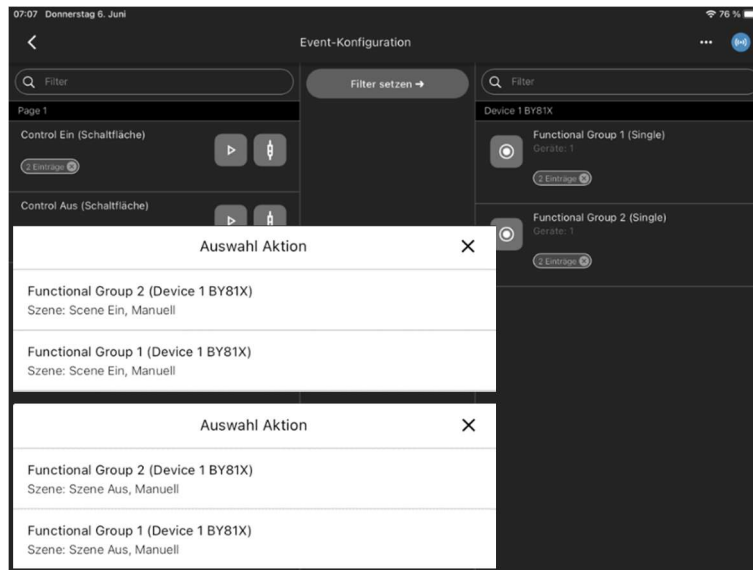 07:07 Donnerstag 6. Juni
76 %
Event-Konfiguration
Filter
Filter setzen →
Filter
Page 1
Device 1 BY81X
Control Ein (Schaltfläche)
2 Einträge
Functional Group 1 (Single)
Geräte: 1
2 Einträge
Control Aus (Schaltfläche)
Functional Group 2 (Single)
Geräte: 1
2 Einträge
Auswahl Aktion
Functional Group 2 (Device 1 BY81X)
Szene: Scene Ein, Manuell
Functional Group 1 (Device 1 BY81X)
Szene: Scene Ein, Manuell
Auswahl Aktion
Functional Group 2 (Device 1 BY81X)
Szene: Szene Aus, Manuell
Functional Group 1 (Device 1 BY81X)
Szene: Szene Aus, Manuell